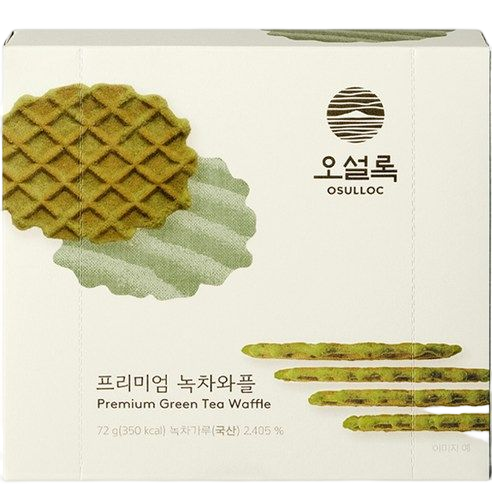 오설록
OSULLOC
프리미엄 녹차와플
Premium Green Tea Waffle
72 g(350 kcal) 녹차가루(국산) 2.405 %
이미지 예